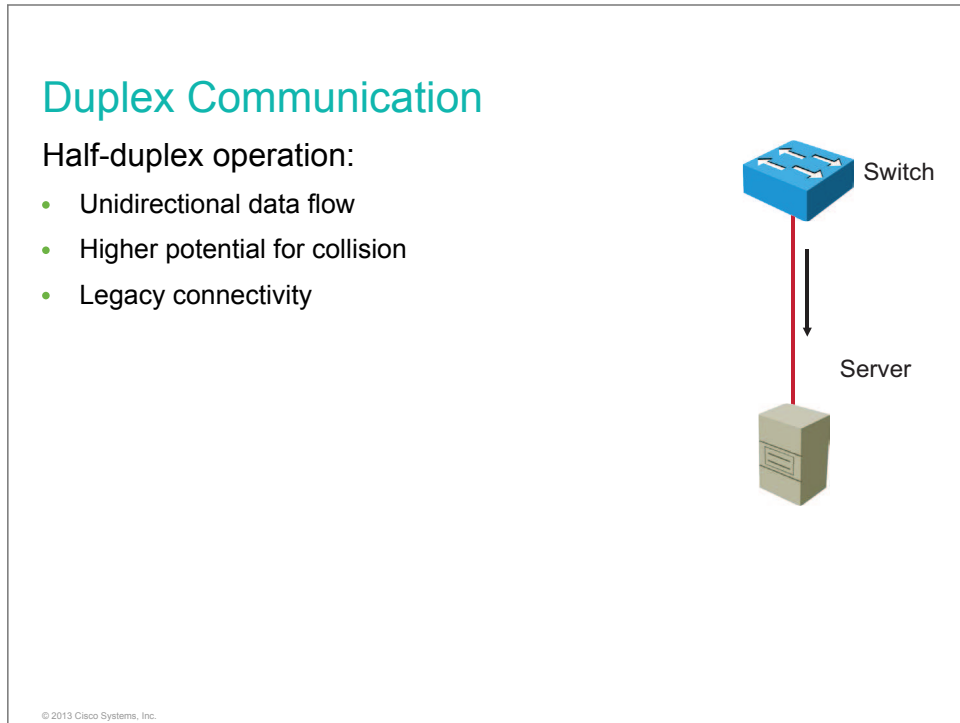 Duplex Communication
Half-duplex operation:
• Unidirectional data flow
• Higher potential for collision
• Legacy connectivity
Switch
Server
© 2013 Cisco Systems, Inc.